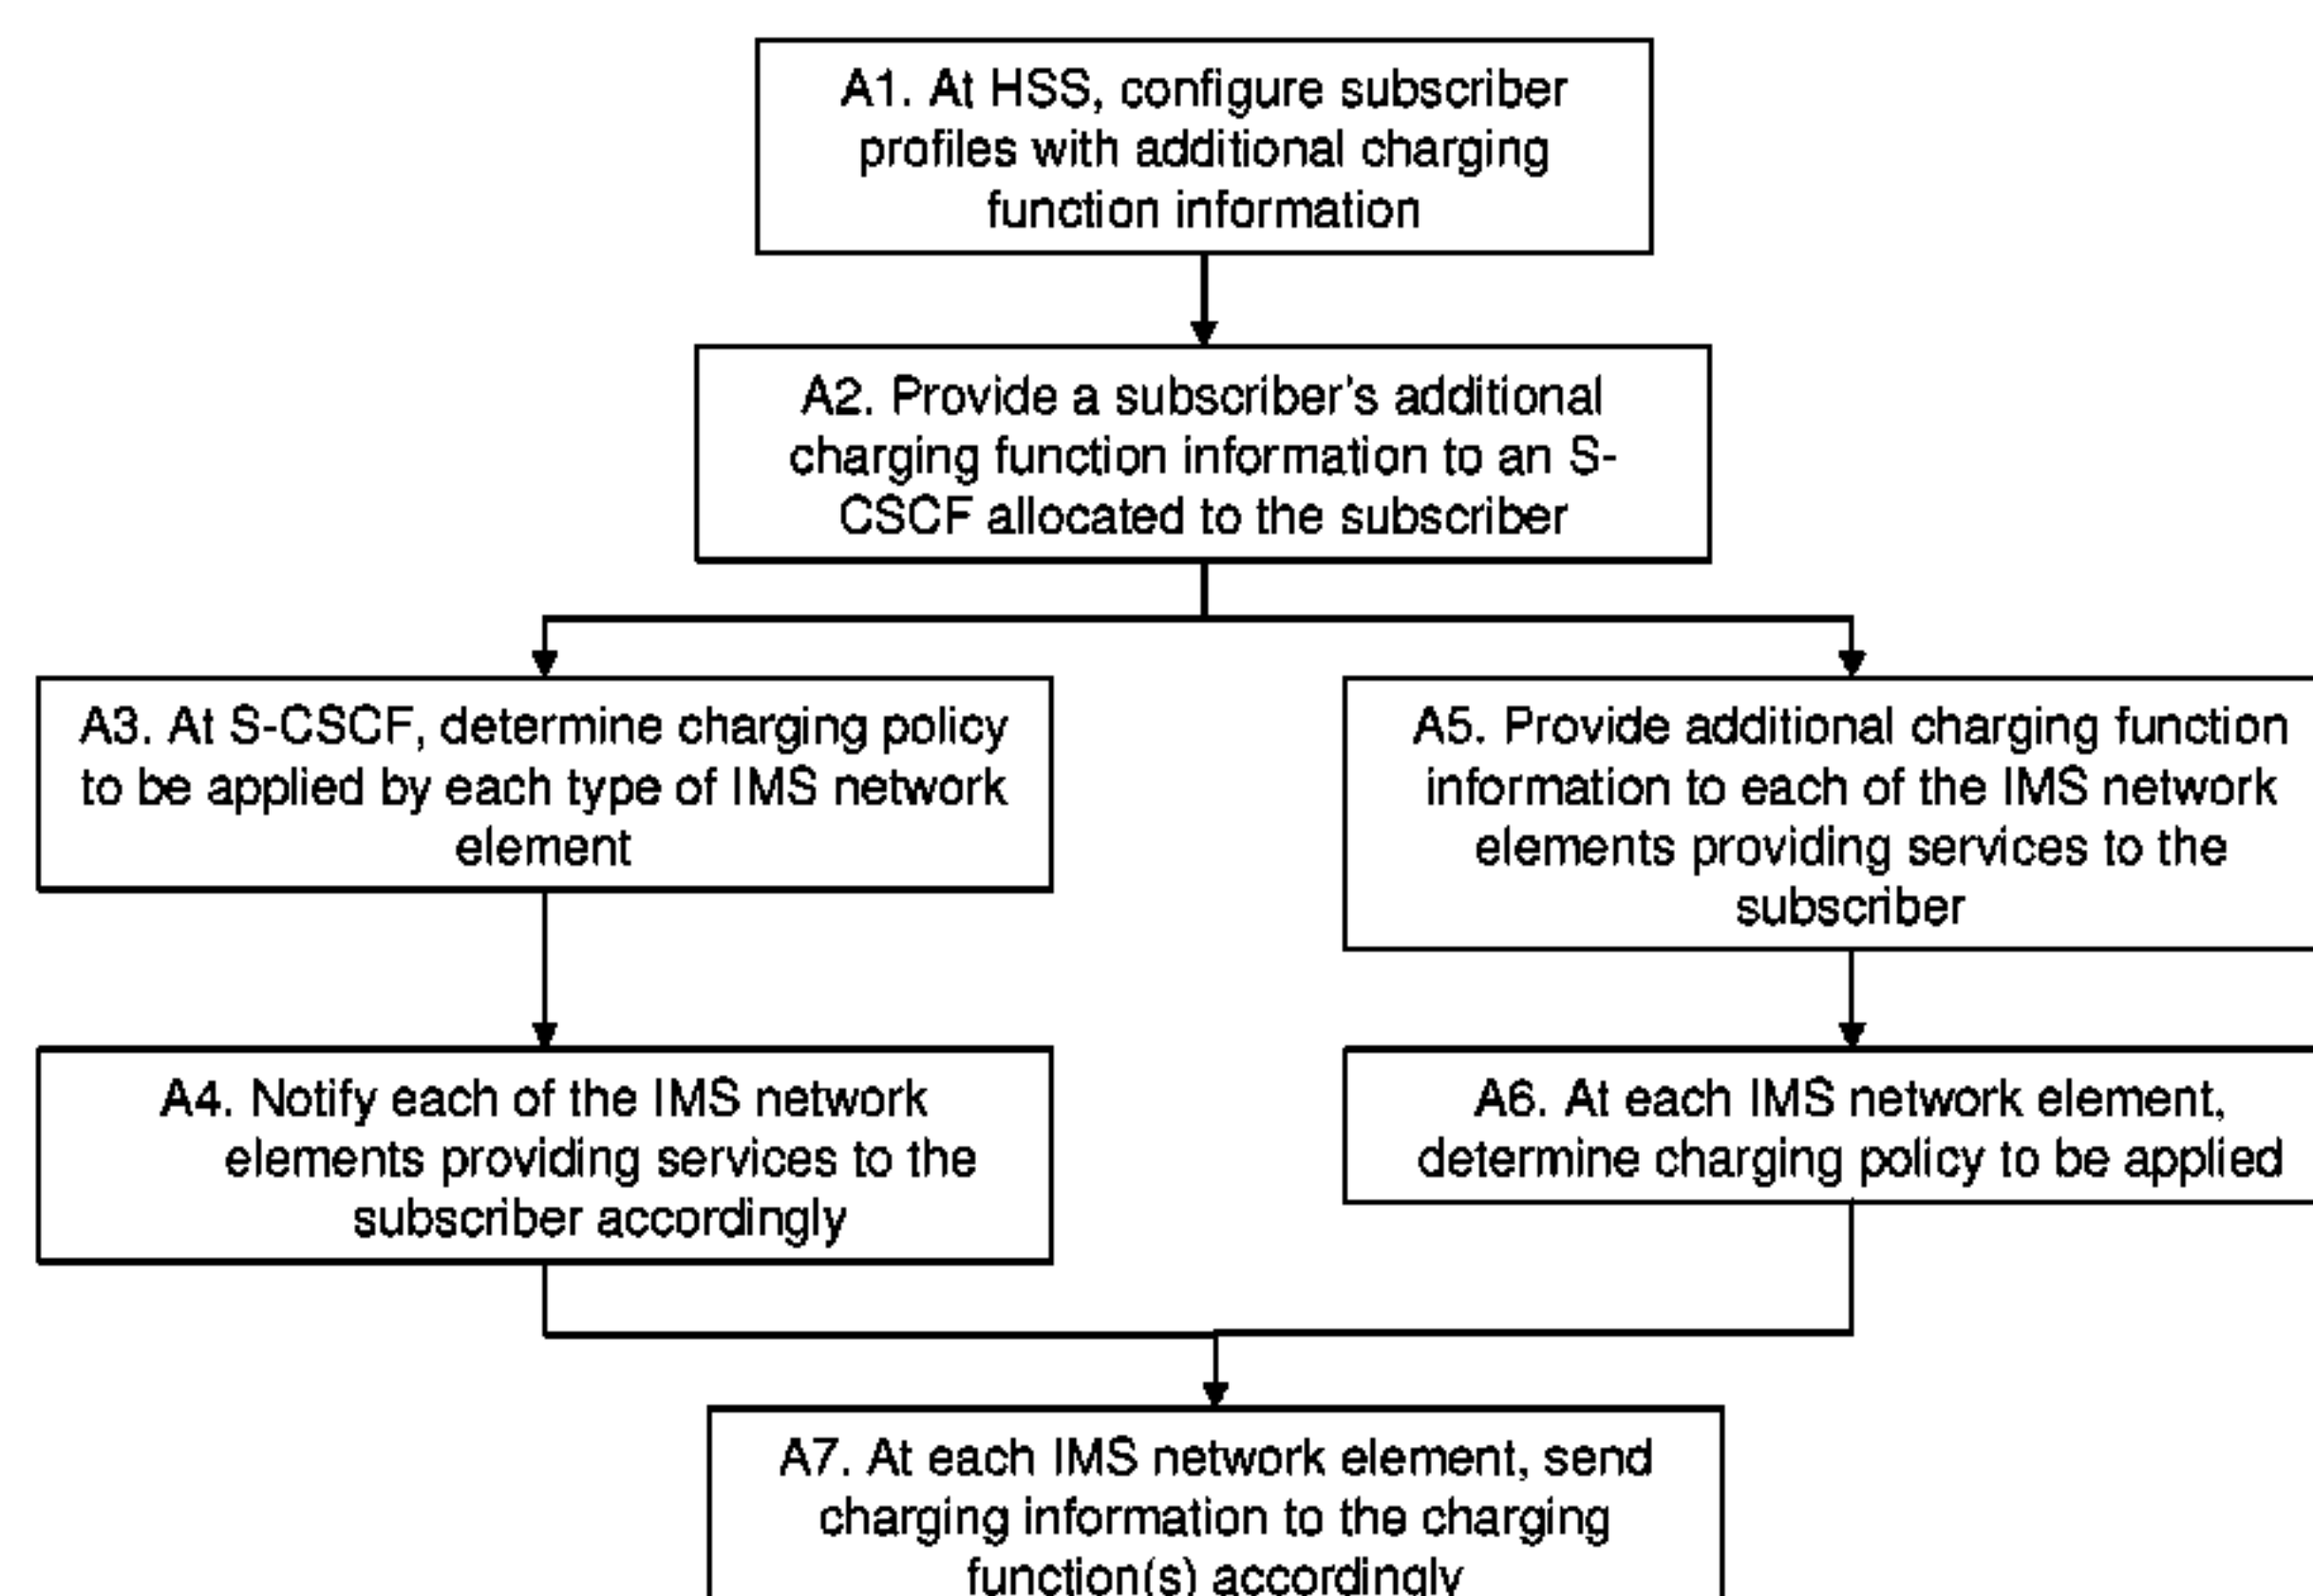 A1. At HSS, configure subscriber
profiles with additional charging
function information
A2. Provide a subscriber's additional
charging function information to an S-
CSCF allocated to the subscriber
A3. At S-CSCF, determine charging policy
to be applied by each type of IMS network
element
A5. Provide additional charging function
information to each of the IMS network
elements providing services to the
subscriber
A4. Notify each of the IMS network
elements providing services to the
subscriber accordingly
A6. At each IMS network element,
determine charging policy to be applied
A7. At each IMS network element, send
charging information to the charging
function(s) accordingly